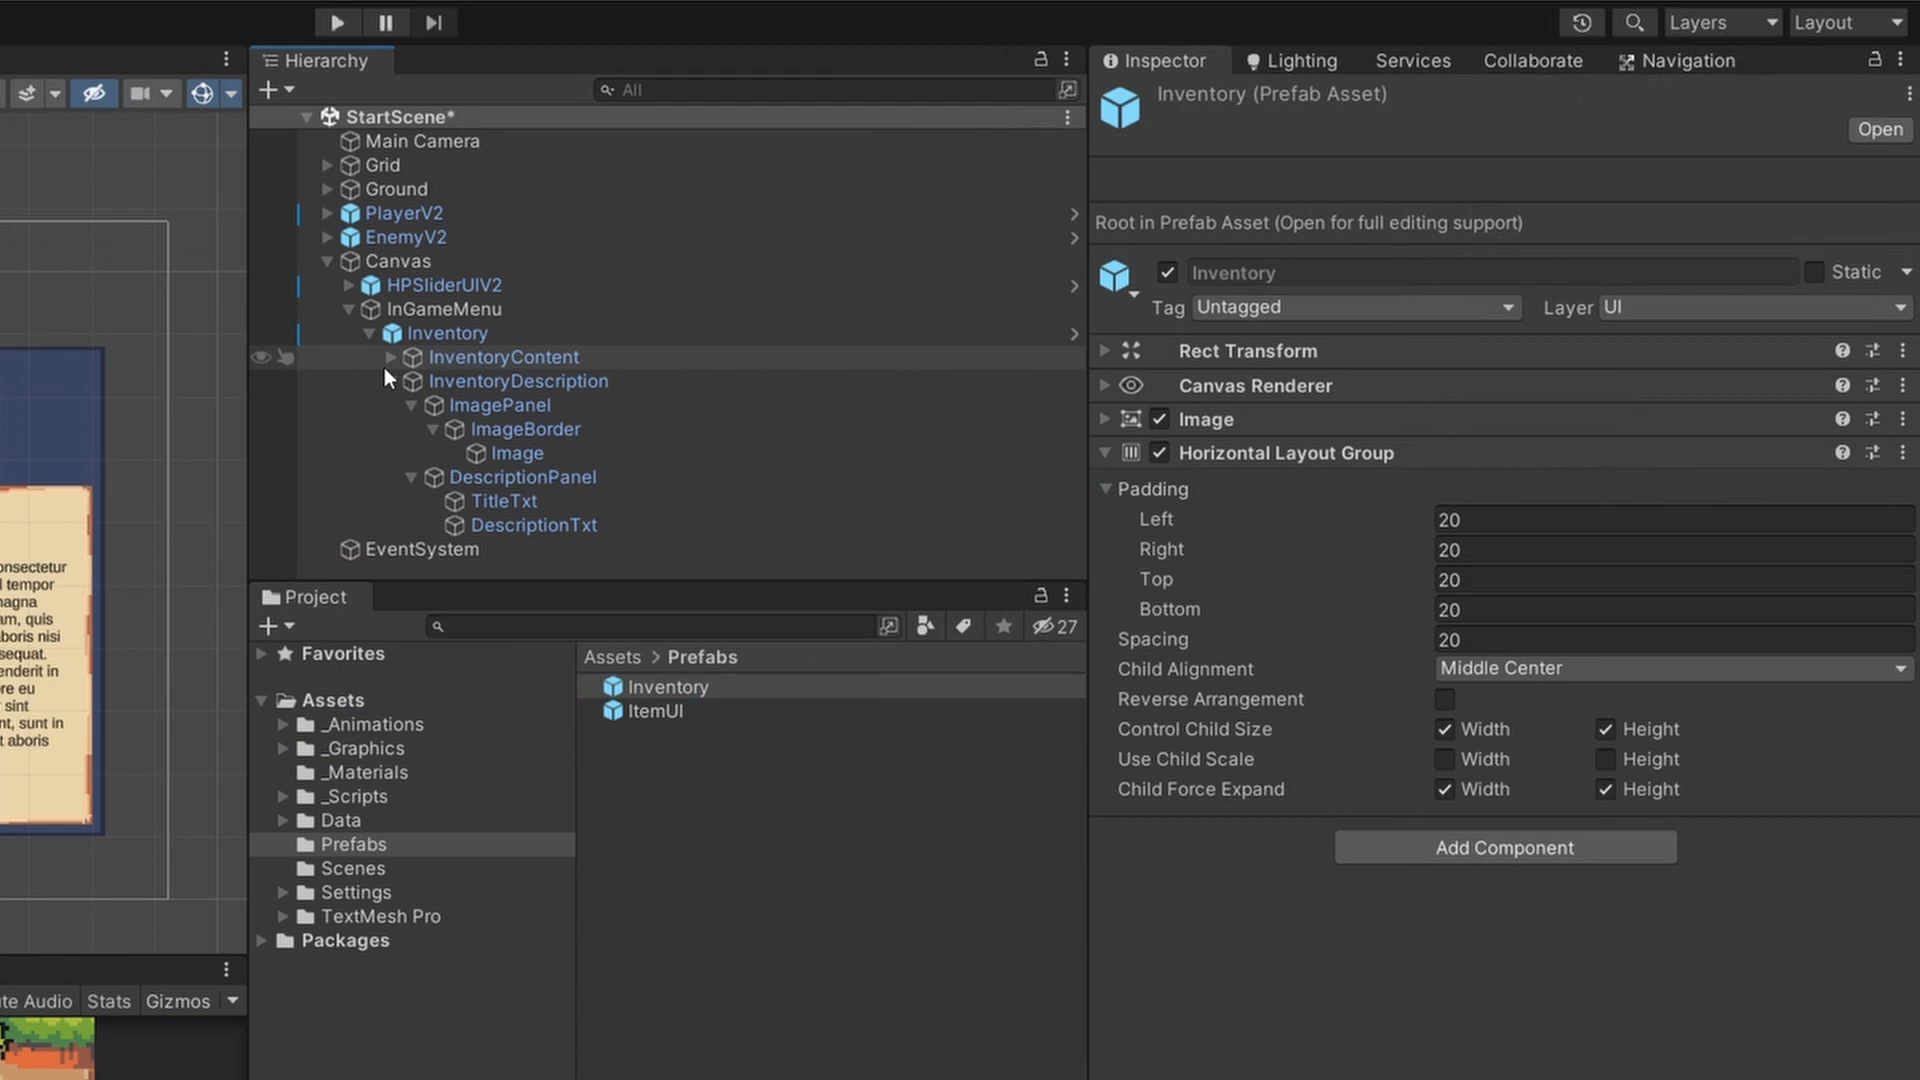 Layers
Layout
Hierarchy
All
StartScene*
Main Camera
Grid
Ground
PlayerV2
EnemyV2
Canvas
HPSliderUIV2
InGameMenu
Inventory
InventoryContent
InventoryDescription
ImagePanel
ImageBorder
Image
DescriptionPanel
TitleTxt
DescriptionTxt
EventSystem
onsectetur
d tempor
magna
am, quis
aboris nisi
sequat.
enderit in
ore eu
r sint
nt, sunt in
t aboris
te Audio Stats Gizmos
Project
27
Favorites
Assets
_Animations
_Graphics
_Materials
_Scripts
Data
Prefabs
Scenes
Settings
TextMesh Pro
Packages
Assets > Prefabs
Inventory
ItemUI
Inspector Lighting Services Collaborate Navigation
Inventory (Prefab Asset)
Open
Root in Prefab Asset (Open for full editing support)
Inventory Static
Tag Untagged Layer UI
Rect Transform
Canvas Renderer
Image
Horizontal Layout Group
Padding
Left 20
Right 20
Top 20
Bottom 20
Spacing 20
Child Alignment Middle Center
Reverse Arrangement
Control Child Size Width Height
Use Child Scale Width Height
Child Force Expand Width Height
Add Component